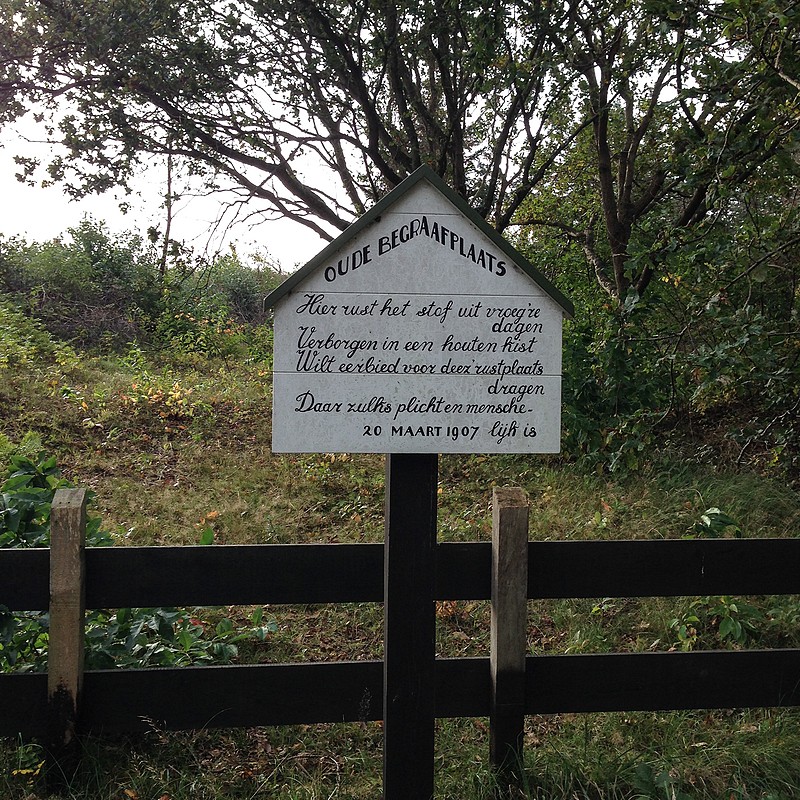 OUDE BEGRAAFPLAATS
Hier rust het stof uit vroeg're
dagen
Verborgen in een houten kist
Wilt eerbied voor deez' rustplaats
dragen
Daar zulks plicht en mensche-
20 MAART 1907 lijk is